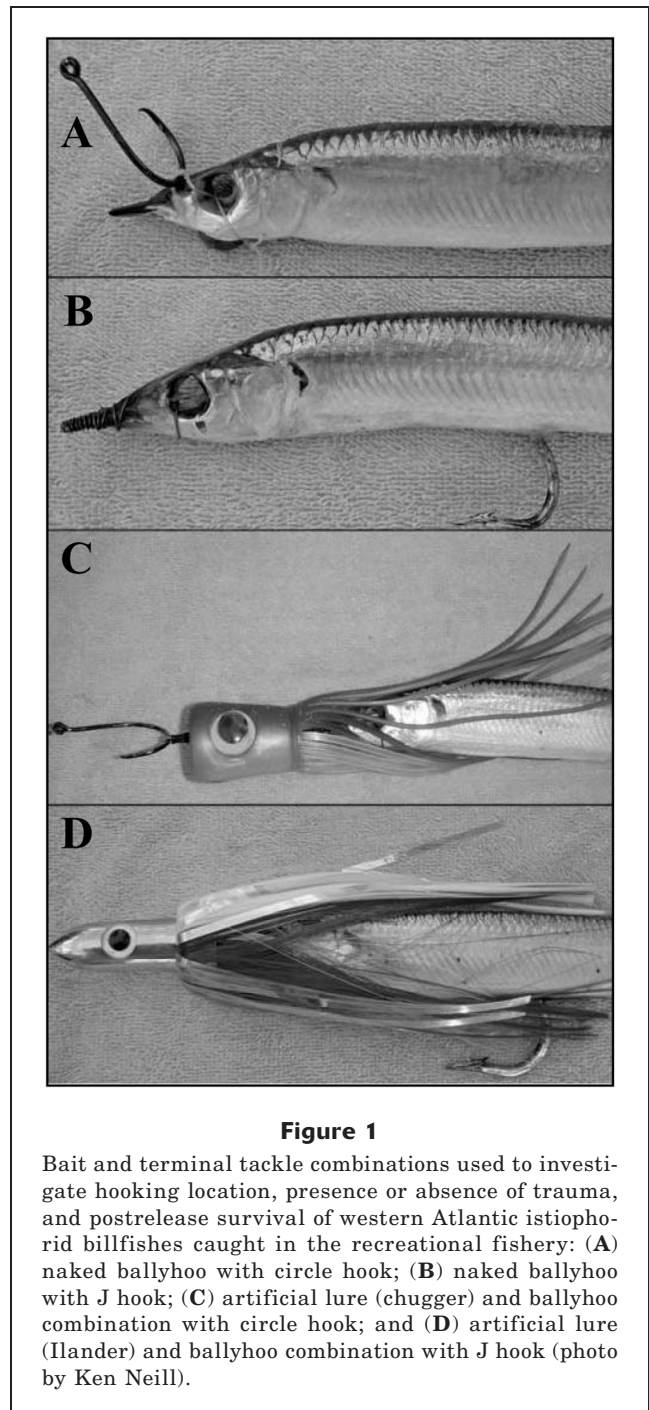 A
B
C
D
Figure 1
Bait and terminal tackle combinations used to investi-
gate hooking location, presence or absence of trauma,
and postrelease survival of western Atlantic istiopho-
rid billfishes caught in the recreational fishery: (A)
naked ballyhoo with circle hook; (B) naked ballyhoo
with J hook; (C) artificial lure (chugger) and ballyhoo
combination with circle hook; and (D) artificial lure
(Ilander) and ballyhoo combination with J hook (photo
by Ken Neill).